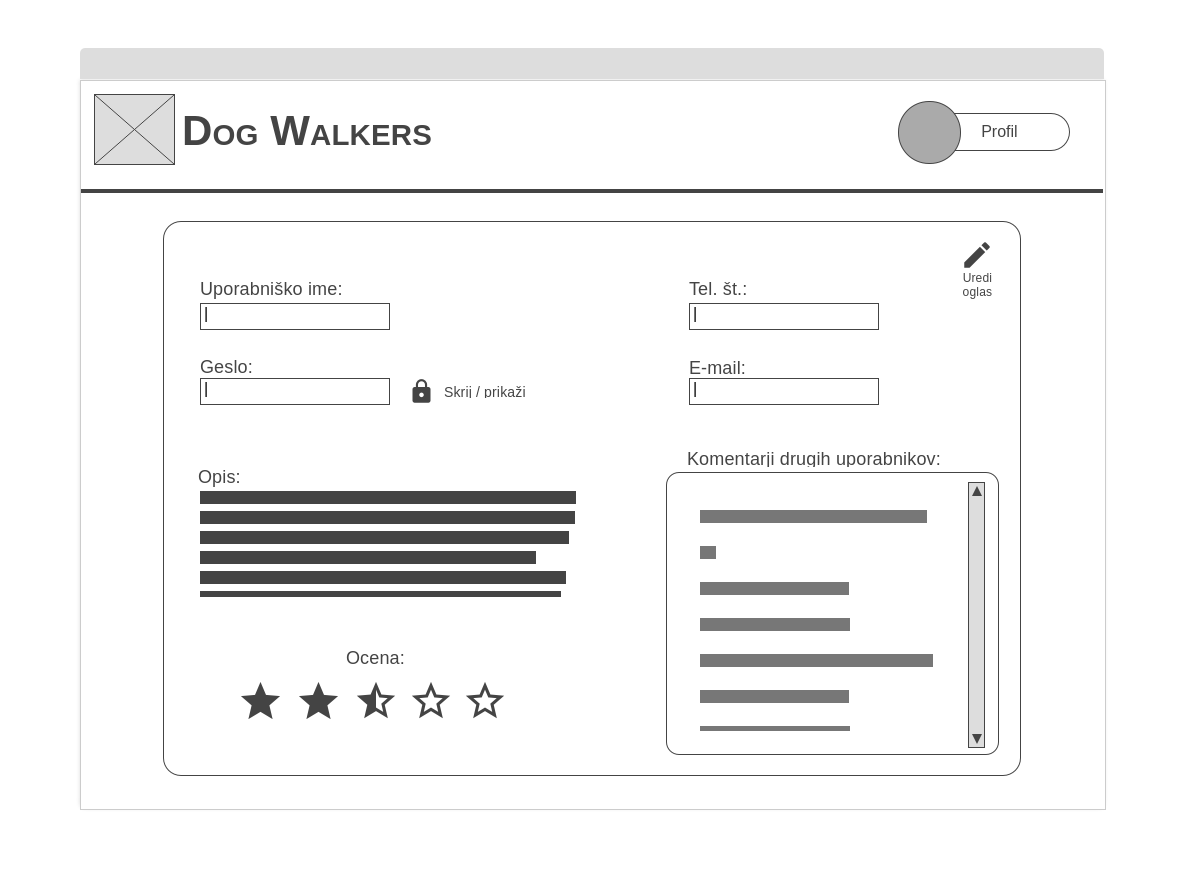 Dog Walkers
Profil
Uredi
oglas
Uporabniško ime:
Tel. št.:
Geslo:
Skrij / prikaži
E-mail:
Komentarji drugih uporabnikov:
Opis:
Ocena: